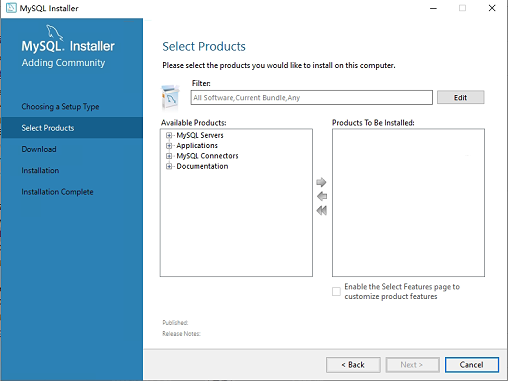 MySQL Installer
MySQL. Installer
Adding Community
Choosing a Setup Type
Select Products
Download
Installation
Installation Complete
Select Products
Please select the products you would like to install on this computer.
Filter:
All Software,Current Bundle,Any
Edit
Available Products:
MySQL Servers
Applications
MySQL Connectors
Documentation
Products To Be Installed:
Enable the Select Features page to
customize product features
Published:
Release Notes:
< Back
Next >
Cancel